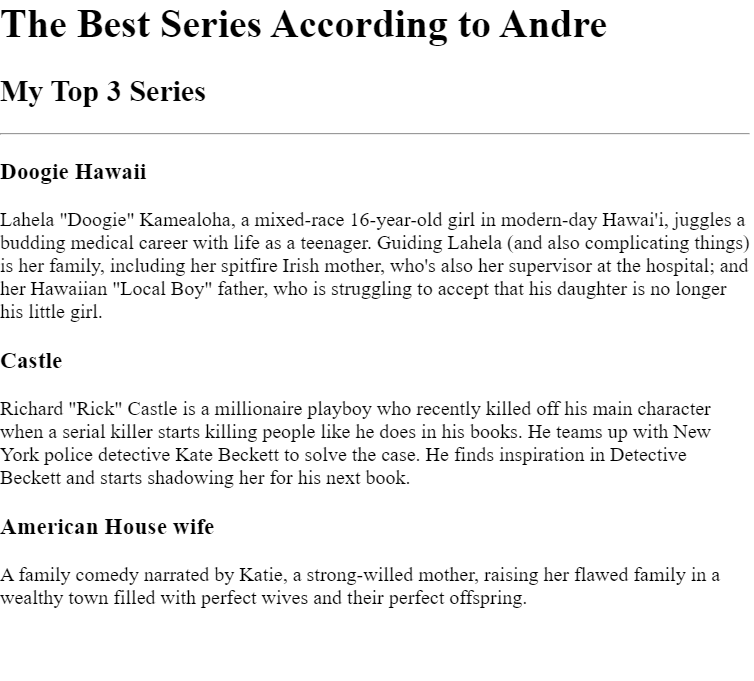 The Best Series According to Andre
My Top 3 Series
Doogie Hawaii
Lahela "Doogie" Kamealoha, a mixed-race 16-year-old girl in modern-day Hawai'i, juggles a
budding medical career with life as a teenager. Guiding Lahela (and also complicating things)
is her family, including her spitfire Irish mother, who's also her supervisor at the hospital; and
her Hawaiian "Local Boy" father, who is struggling to accept that his daughter is no longer
his little girl.
Castle
Richard "Rick" Castle is a millionaire playboy who recently killed off his main character
when a serial killer starts killing people like he does in his books. He teams up with New
York police detective Kate Beckett to solve the case. He finds inspiration in Detective
Beckett and starts shadowing her for his next book.
American House wife
A family comedy narrated by Katie, a strong-willed mother, raising her flawed family in a
wealthy town filled with perfect wives and their perfect offspring.